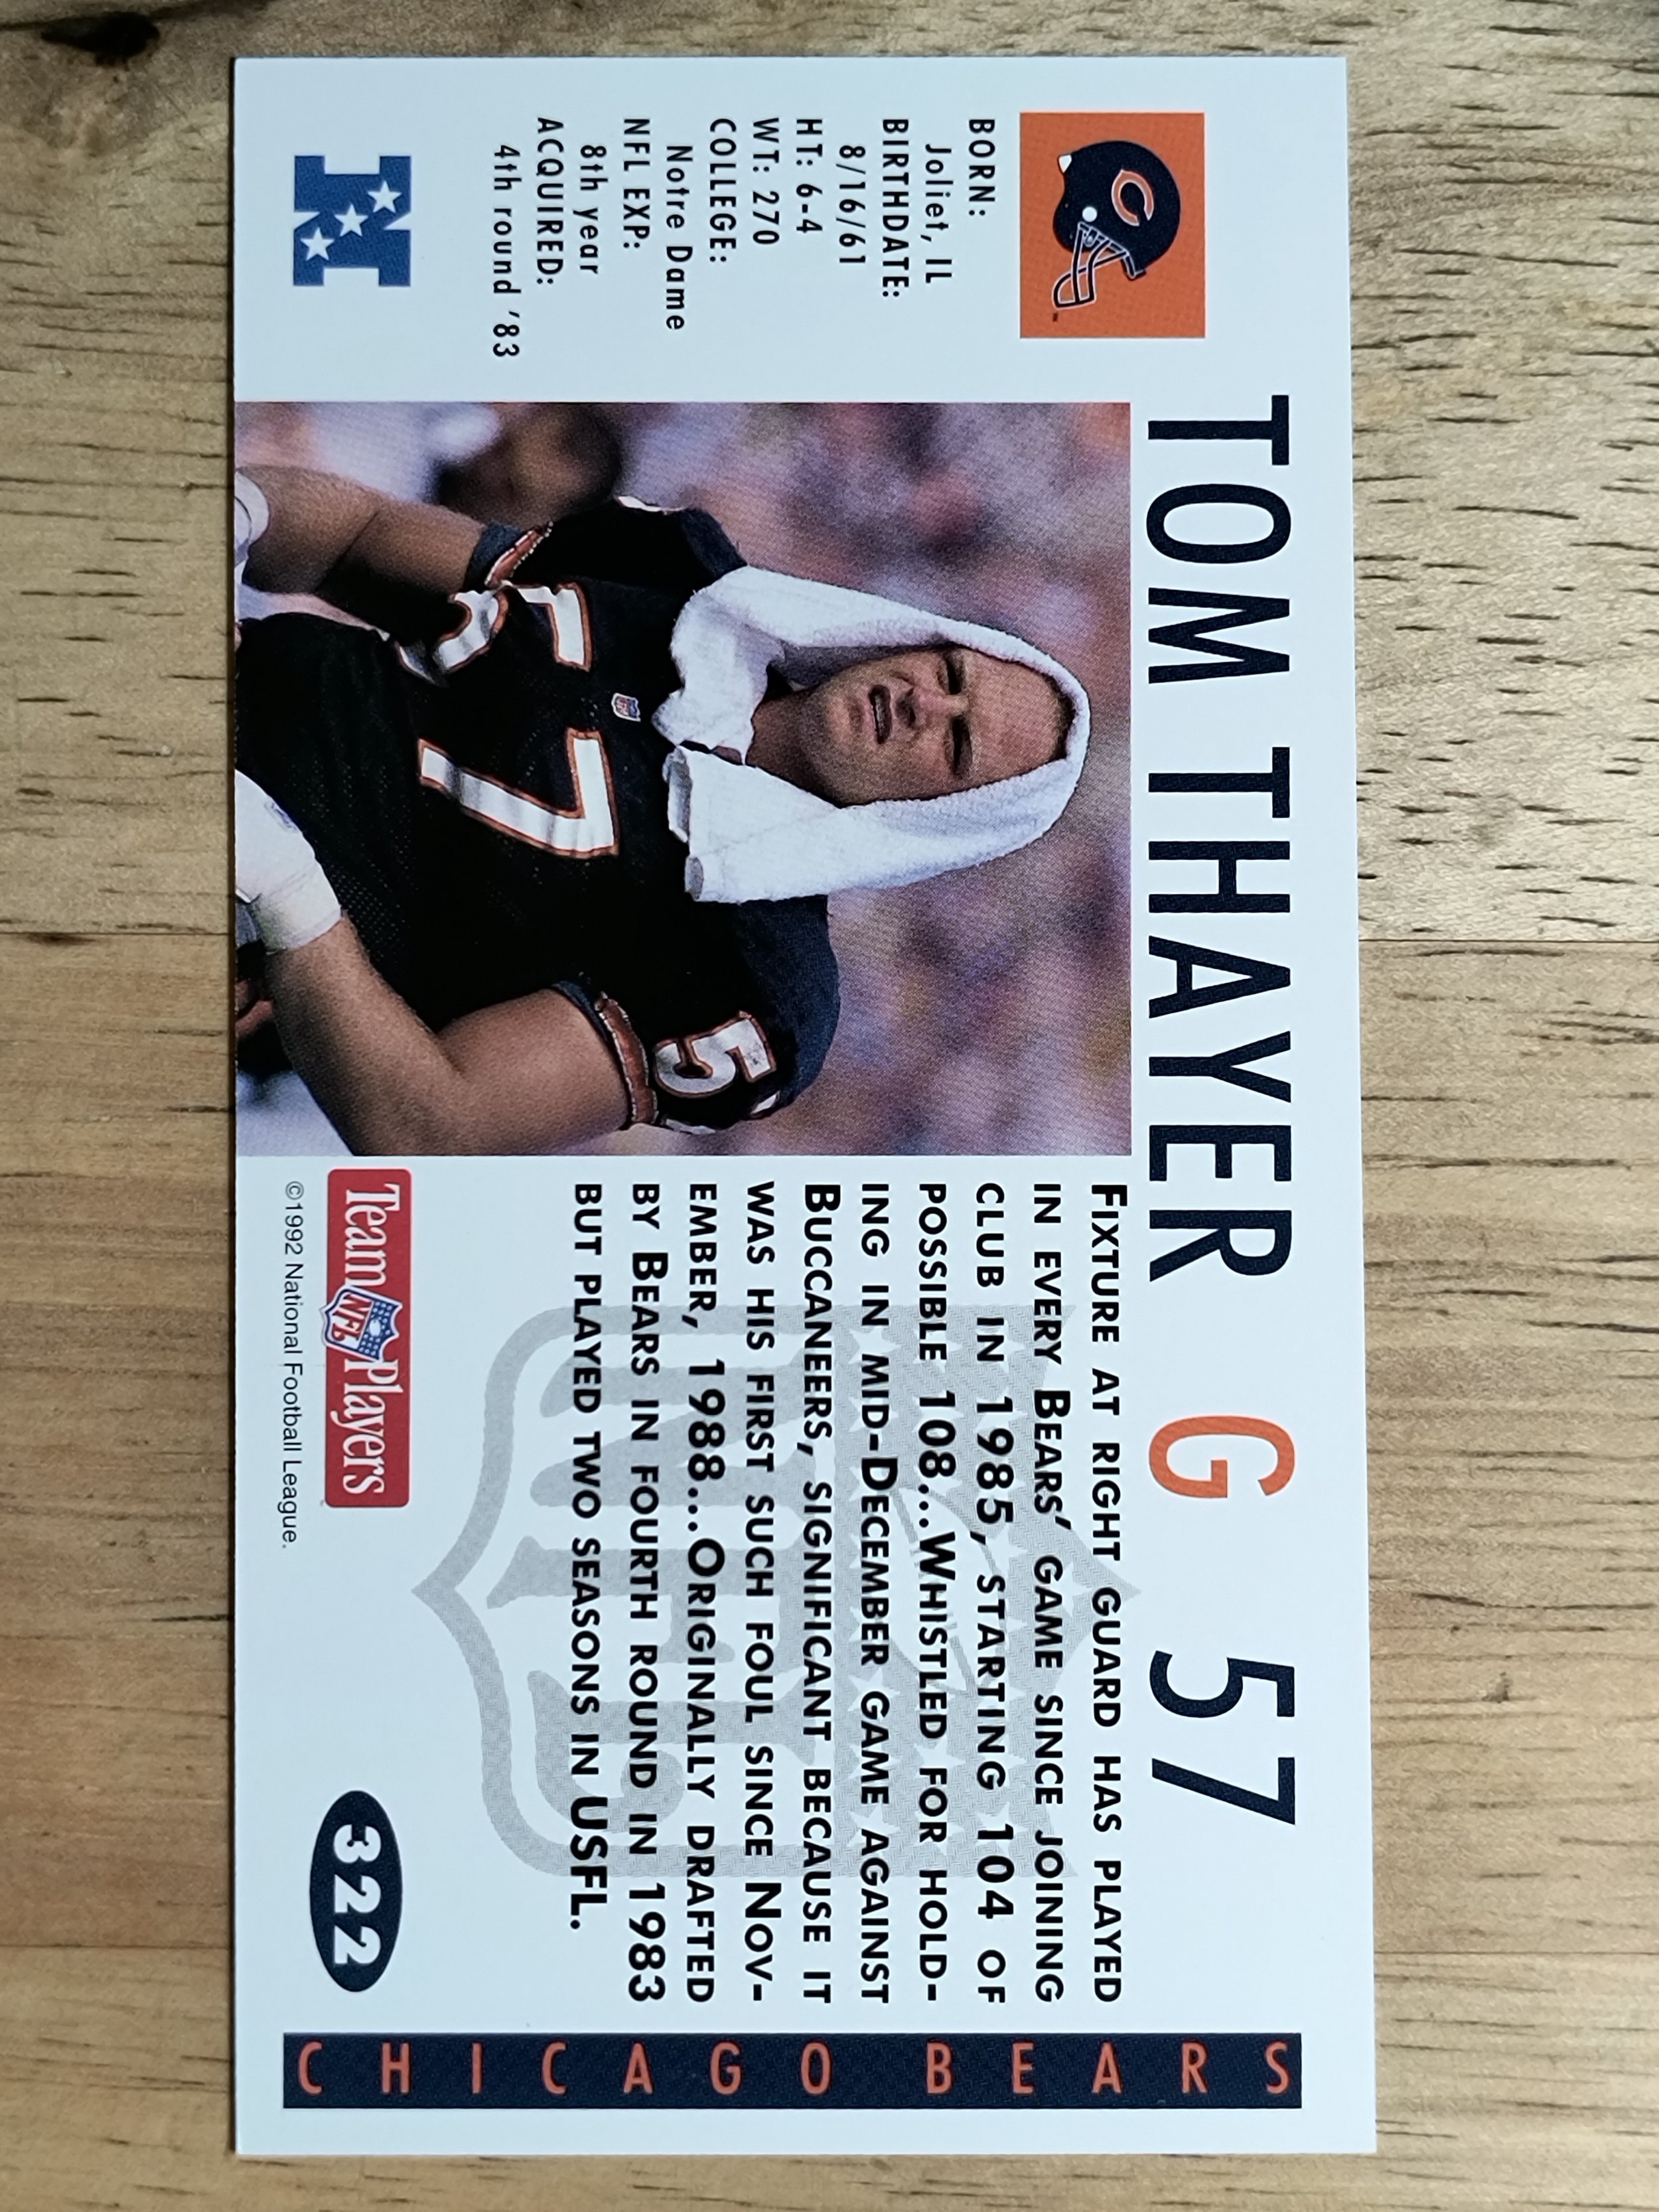 TOM THAYER G 57
C
BORN:
Joliet, IL
BIRTHDATE:
8/16/61
HT: 6-4
WT: 270
COLLEGE:
Notre Dame
NFL EXP:
8th year
ACQUIRED:
4th round '83
N
57
5
NFL
FIXTURE AT RIGHT GUARD HAS PLAYED
IN EVERY BEARS' GAME SINCE JOINING
CLUB IN 1985, STARTING 104 OF
POSSIBLE 108...WHISTLED FOR HOLD-
ING IN MID-DECEMBER GAME AGAINST
BUCCANEERS, SIGNIFICANT BECAUSE IT
WAS HIS FIRST SUCH FOUL SINCE NOV-
EMBER, 1988...ORIGINALLY DRAFTED
BY BEARS IN FOURTH ROUND IN 1983
BUT PLAYED TWO SEASONS IN USFL.
Team NFL Players
©1992 National Football League.
322
CHICAGO BEARS